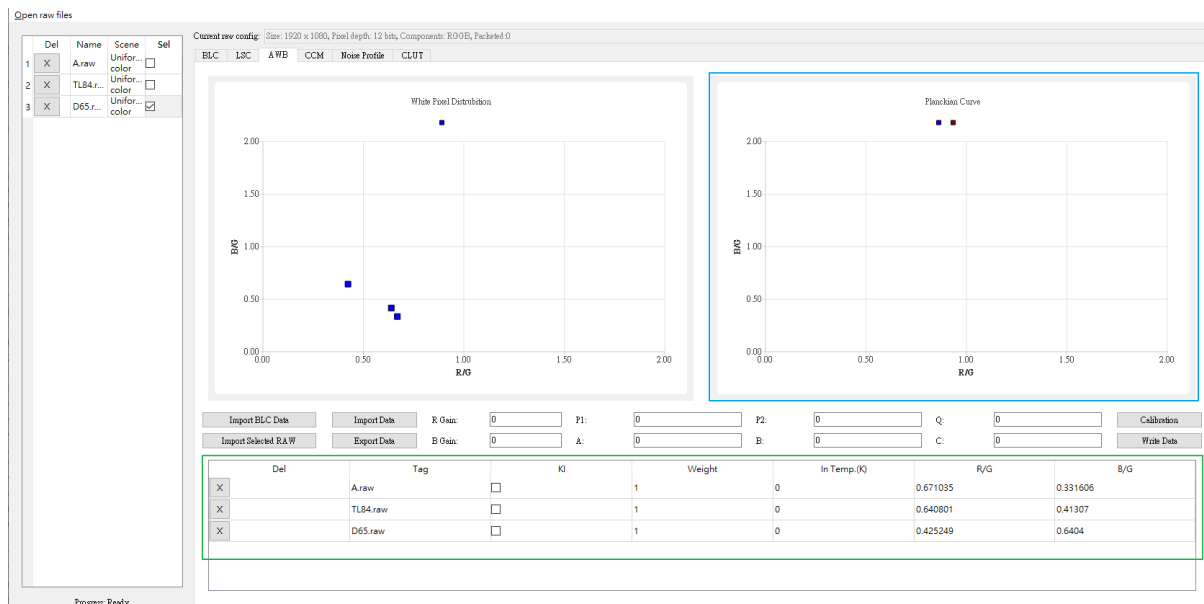 Open raw files
Current raw config: Size: 1920 x 1080, Pixel depth: 12 bits, Components: RGGB, Packeted:0
Del Name Scene Sel
1 X A.raw Unifor... color
2 X TL84.r... Unifor... color
3 X D65.r... Unifor... color
BLC LSC AWB CCM Noise Profile CLUT
White Pixel Distrubition
2.00
1.50
B/G 1.00
0.50
0.00
0.00 0.50 1.00 1.50 2.00
R/G
Planckian Curve
2.00
1.50
B/G 1.00
0.50
0.00
0.00 0.50 1.00 1.50 2.00
R/G
Import BLC Data Import Data R Gain: 0 P1: 0 P2: 0 Q: 0 Calibration
Import Selected RAW Export Data B Gain: 0 A: 0 B: 0 C: 0 Write Data
Del Tag KI Weight In Temp.(K) R/G B/G
X A.raw 1 0 0.671035 0.331606
X TL84.raw 1 0 0.640801 0.41307
X D65.raw 1 0 0.425249 0.6404
Progress: Ready